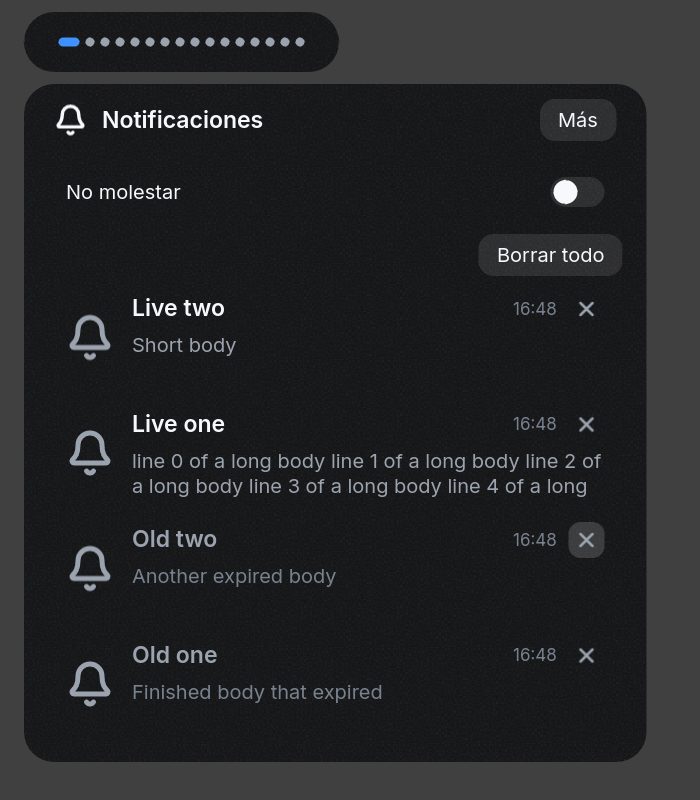 Notificaciones
Más
No molestar
Borrar todo
Live two
16:48
Short body
Live one
16:48
line 0 of a long body line 1 of a long body line 2 of
a long body line 3 of a long body line 4 of a long
Old two
16:48
Another expired body
Old one
16:48
Finished body that expired